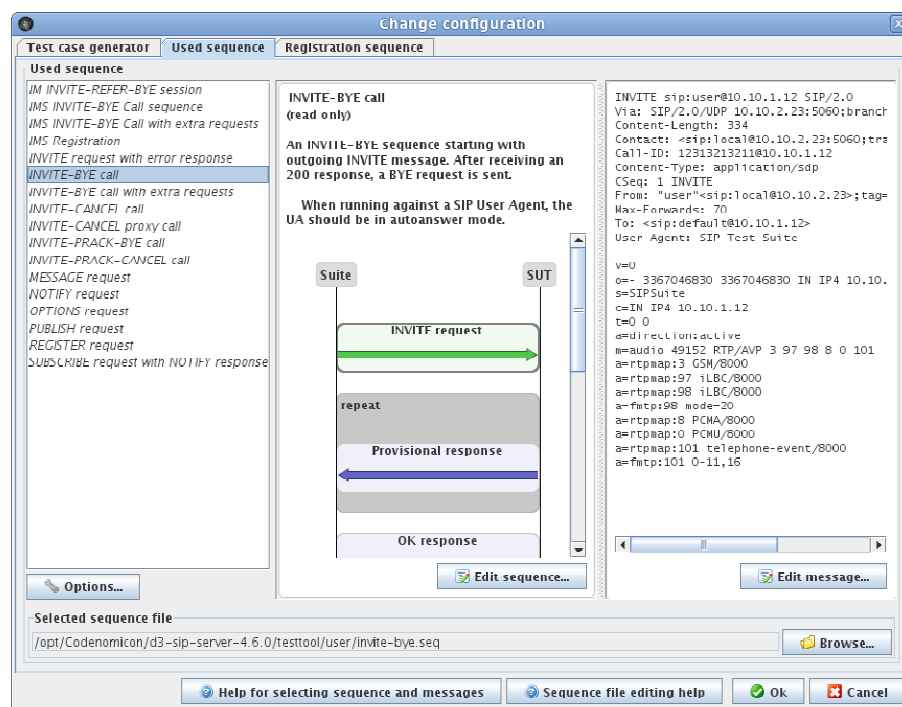 Change configuration
Test case generator
Used sequence
Registration sequence
Used sequence
IM INVITE-REFER-BYE session
IMS INVITE-BYE Call sequence
IMS INVITE-BYE Call with extra requests
IMS Registration
INVITE request with error response
INVITE-BYE call
INVITE-BYE call with extra requests
INVITE-CANCEL call
INVITE-CANCEL proxy call
INVITE-PRACK-BYE call
INVITE-PRACK-CANCEL call
MESSAGE request
NOTIFY request
OPTIONS request
PUBLISH request
REGISTER request
SUBSCRIBE request with NOTIFY response
Options...
INVITE-BYE call
(read only)
An INVITE-BYE sequence starting with
outgoing INVITE message. After receiving an
200 response, a BYE request is sent.
When running against a SIP User Agent, the
UA should be in autoanswer mode.
Suite
SUT
INVITE request
repeat
Provisional response
OK response
Edit sequence...
INVITE sip:user@10.10.1.12 SIP/2.0
Via: SIP/2.0/UDP 10.10.2.23:5060;branch
Content-Length: 334
Contact: <sip:local@10.10.2.23:5060;tra
Call-ID: 12313213211@10.10.1.12
Content-Type: application/sdp
CSeq: 1 INVITE
From: "user"<sip:local@10.10.2.23>;tag=
Max-Forwards: 70
To: <sip:default@10.10.1.12>
User Agent: SIP Test Suite
v=0
o=- 3367046830 3367046830 IN IP4 10.10.
s=SIPSuite
c=IN IP4 10.10.1.12
t=0 0
a=direction:active
m=audio 49152 RTP/AVP 3 97 98 8 0 101
a=rtpmap:3 GSM/8000
a=rtpmap:97 iLBC/8000
a=rtpmap:98 iLBC/8000
a=fmtp:98 mode=20
a=rtpmap:8 PCMA/8000
a=rtpmap:0 PCMU/8000
a=rtpmap:101 telephone-event/8000
a=fmtp:101 0-11,16
Edit message...
Selected sequence file
/opt/Codenomicon/d3-sip-server-4.6.0/testtool/user/invite-bye.seq
Browse...
Help for selecting sequence and messages
Sequence file editing help
Ok
Cancel